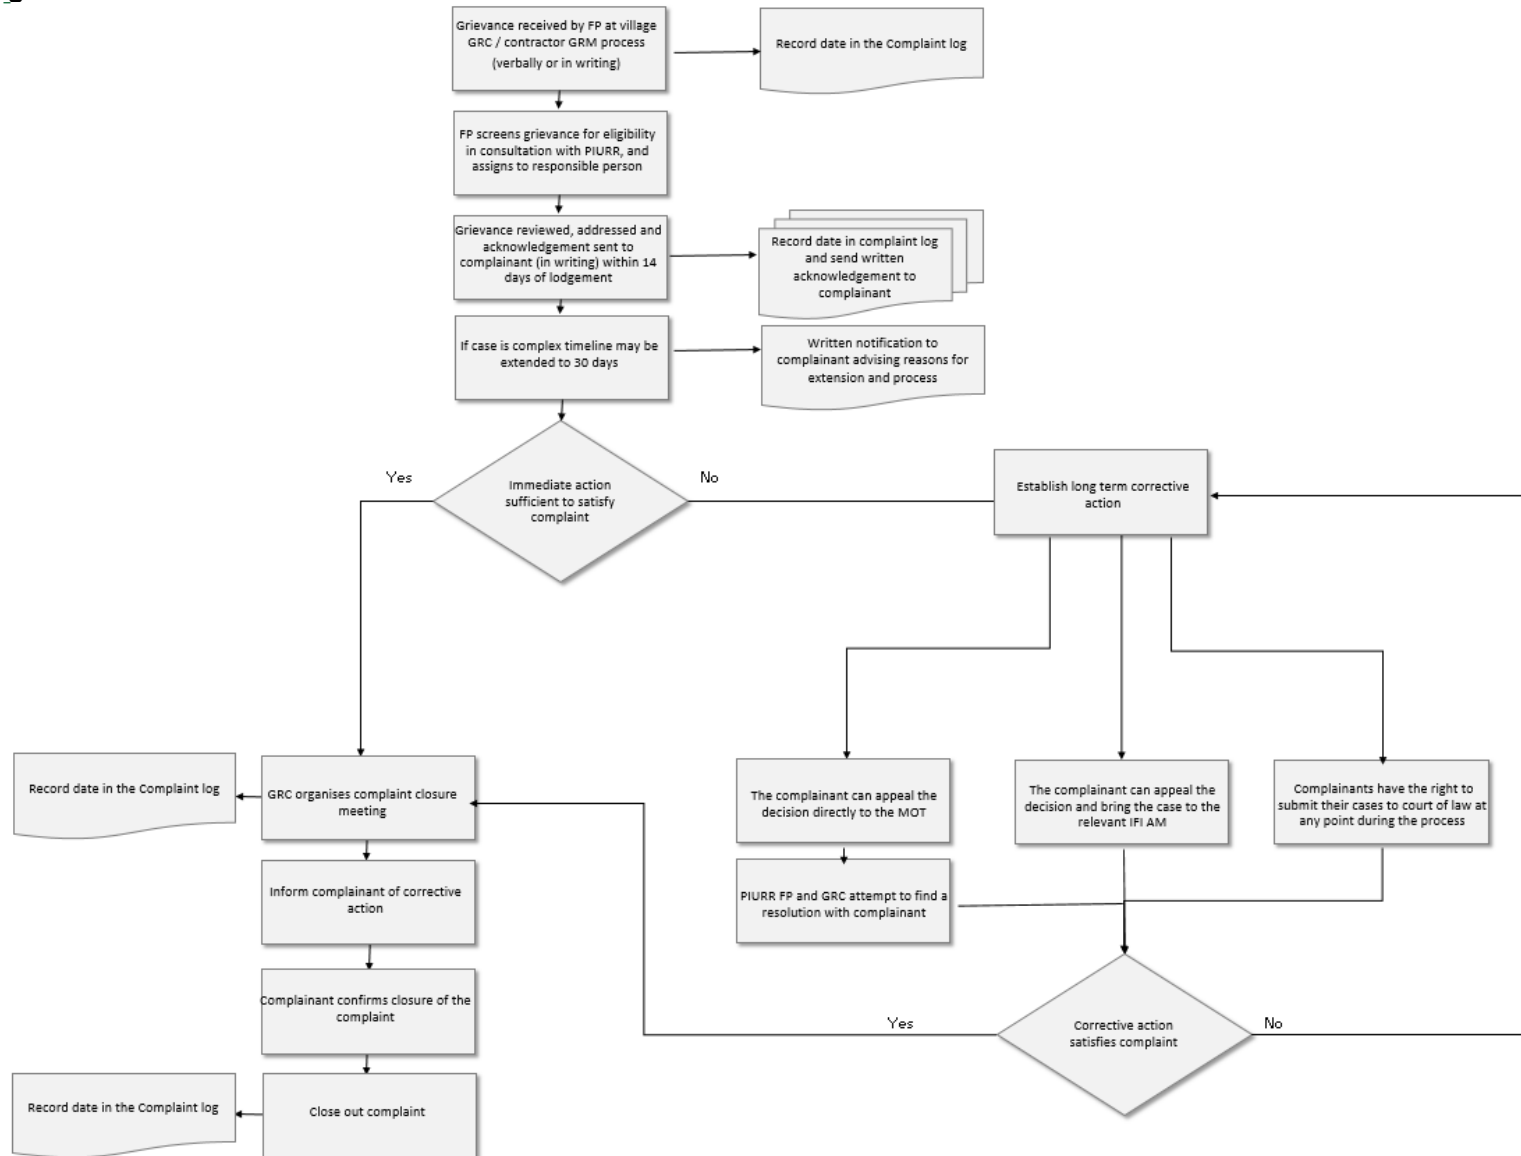 Grievance received by FP at village
GRC / contractor GRM process
(verbally or in writing)
Record date in the Complaint log
FP screens grievance for eligibility
in consultation with PIURR, and
assigns to responsible person
Grievance reviewed, addressed and
acknowledgement sent to
complainant (in writing) within 14
days of lodgement
Record date in complaint log
and send written
acknowledgement to
complainant
If case is complex timeline may be
extended to 30 days
Written notification to
complainant advising reasons for
extension and process
Yes
Immediate action
sufficient to satisfy
complaint
No
Establish long term corrective
action
Record date in the Complaint log
GRC organises complaint closure
meeting
The complainant can appeal the
decision directly to the MOT
The complainant can appeal the
decision and bring the case to the
relevant IFI AM
Complainants have the right to
submit their cases to court of law at
any point during the process
Inform complainant of corrective
action
PIURR FP and GRC attempt to find a
resolution with complainant
Complainant confirms closure of the
complaint
Yes
Corrective action
satisfies complaint
No
Record date in the Complaint log
Close out complaint